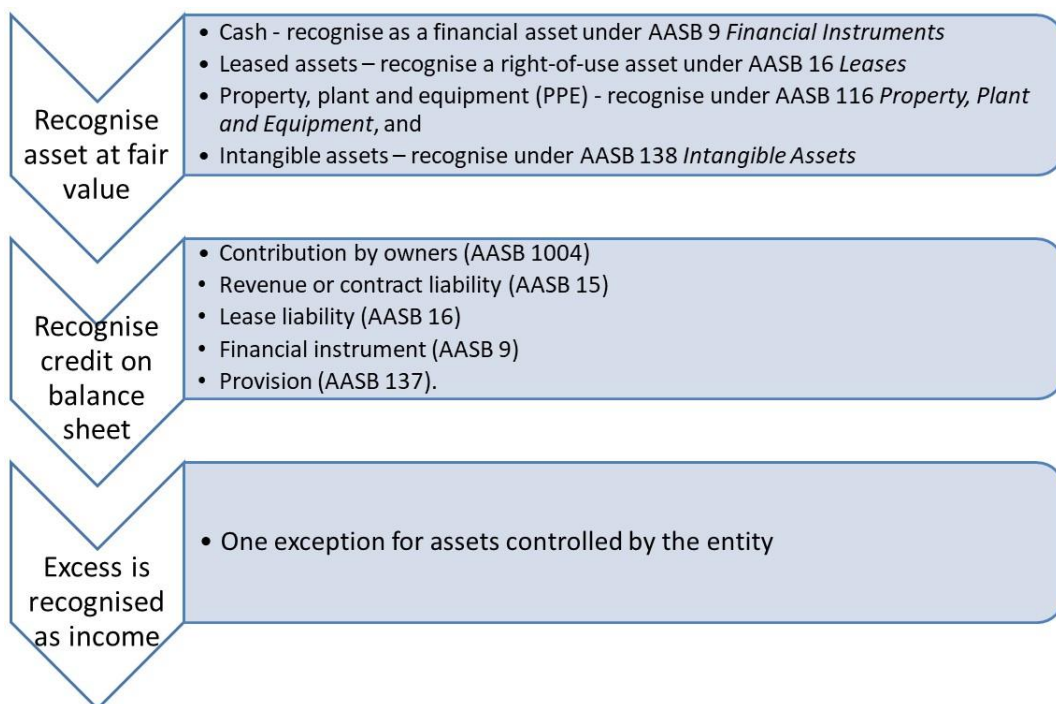 Recognise
asset at fair
value
• Cash - recognise as a financial asset under AASB 9 Financial Instruments
• Leased assets – recognise a right-of-use asset under AASB 16 Leases
• Property, plant and equipment (PPE) - recognise under AASB 116 Property, Plant
and Equipment, and
• Intangible assets – recognise under AASB 138 Intangible Assets
Recognise
credit on
balance
sheet
• Contribution by owners (AASB 1004)
• Revenue or contract liability (AASB 15)
• Lease liability (AASB 16)
• Financial instrument (AASB 9)
• Provision (AASB 137).
Excess is
recognised
as income
• One exception for assets controlled by the entity